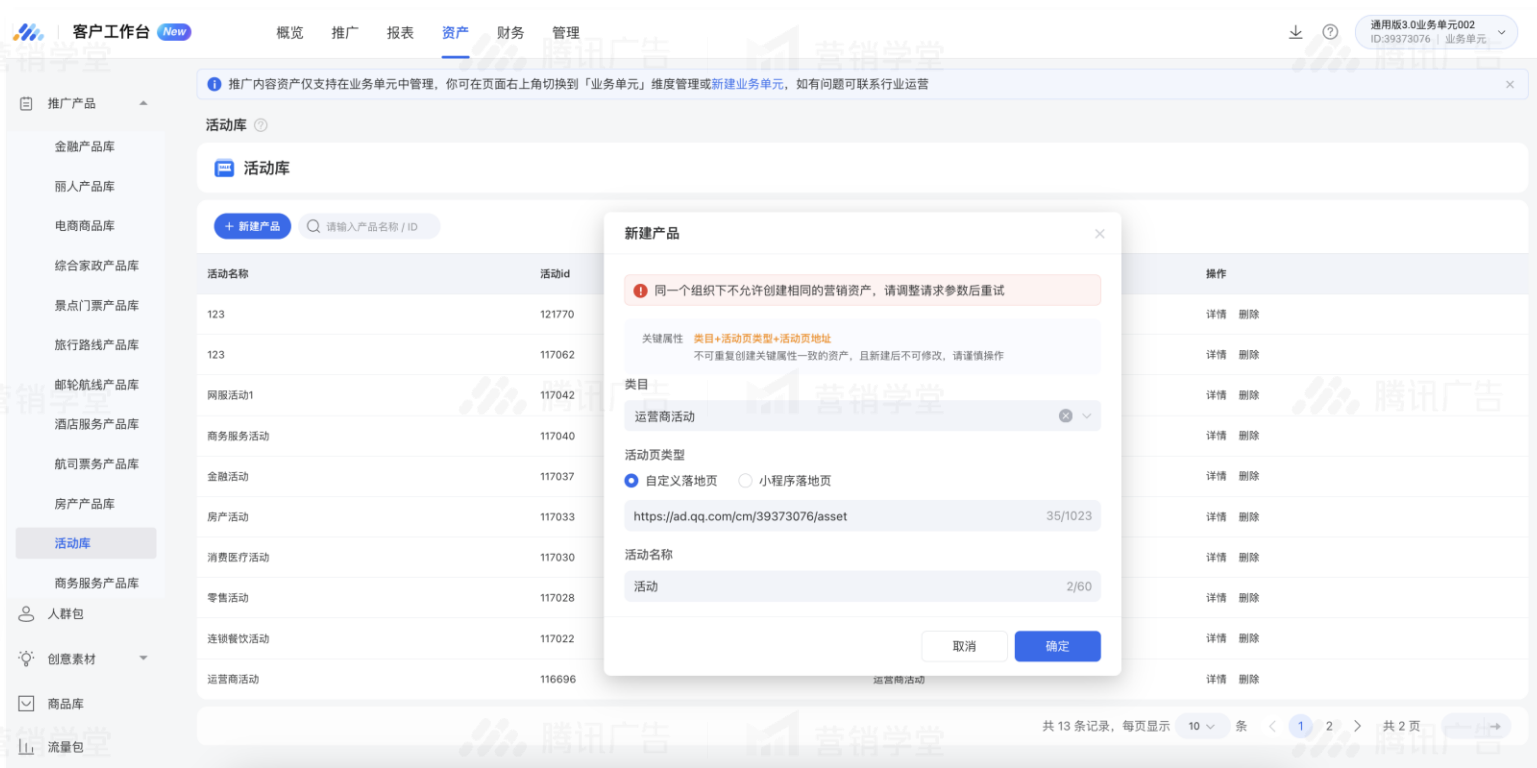 客户工作台 New
概览 推广 报表 资产 财务 管理
通用版3.0业务单元002
ID:39373076 | 业务单元
推广内容资产仅支持在业务单元中管理，你可在页面右上角切换到「业务单元」维度管理或新建业务单元，如有问题可联系行业运营
推广产品
金融产品库
丽人产品库
电商商品库
综合家政产品库
景点门票产品库
旅行路线产品库
邮轮航线产品库
酒店服务产品库
航司票务产品库
房产产品库
活动库
商务服务产品库
人群包
创意素材
商品库
流量包
活动库
活动库
+ 新建产品
请输入产品名称 / ID
活动名称 活动id 操作
123 121770 详情 删除
123 117062 详情 删除
网服活动1 117042 详情 删除
商务服务活动 117040 详情 删除
金融活动 117037 详情 删除
房产活动 117033 详情 删除
消费医疗活动 117030 详情 删除
零售活动 117028 详情 删除
连锁餐饮活动 117022 详情 删除
运营商活动 116696 运营商活动 详情 删除
新建产品
同一个组织下不允许创建相同的营销资产，请调整请求参数后重试
关键属性 类目+活动页类型+活动页地址
不可重复创建关键属性一致的资产，且新建后不可修改，请谨慎操作
类目
运营商活动
活动页类型
自定义落地页 小程序落地页
https://ad.qq.com/cm/39373076/asset 35/1023
活动名称
活动 2/60
取消 确定
共 13 条记录，每页显示 10 条 1 2 共 2 页
腾讯广告 营销学堂
腾讯广告 营销学堂
腾讯广告 营销学堂